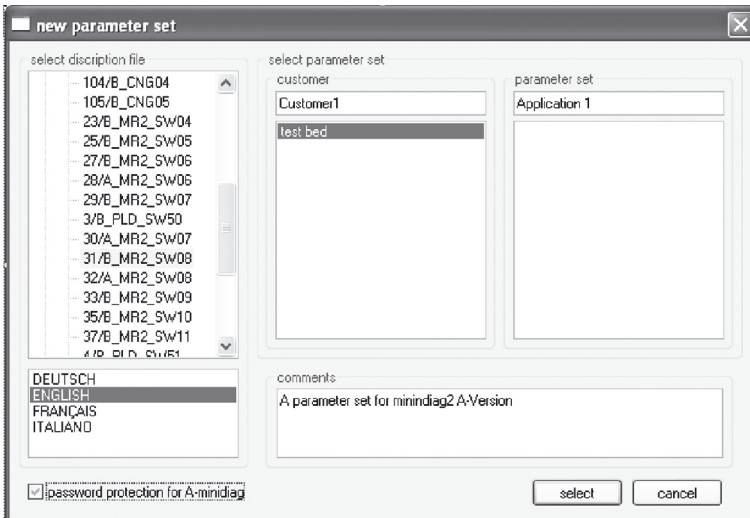 new parameter set
select discription file
104/B_CNG04
105/B_CNG05
23/B_MR2_SW04
25/B_MR2_SW05
27/B_MR2_SW06
28/A_MR2_SW06
29/B_MR2_SW07
3/B_PLD_SW50
30/A_MR2_SW07
31/B_MR2_SW08
32/A_MR2_SW08
33/B_MR2_SW09
35/B_MR2_SW10
37/B_MR2_SW11
4/B_PLD_SW51
DEUTSCH
ENGLISH
FRANÇAIS
ITALIANO
password protection for A-minidiag
select parameter set
customer
Customer1
test bed
parameter set
Application 1
comments
A parameter set for minindiag2 A-Version
select
cancel